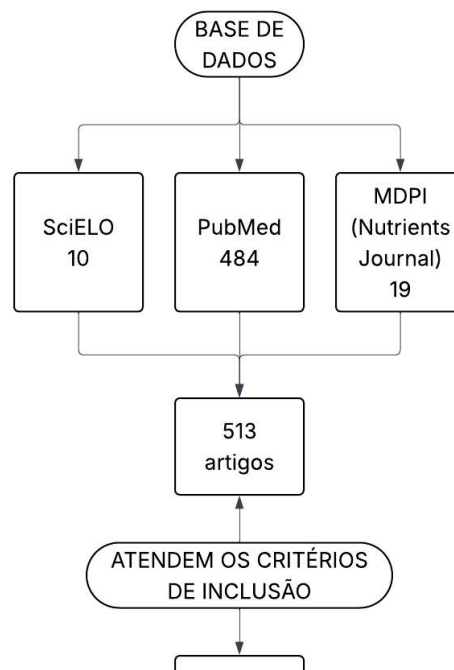 BASE DE
DADOS
SciELO
10
PubMed
484
MDPI
(Nutrients
Journal)
19
513
artigos
ATENDEM OS CRITÉRIOS
DE INCLUSÃO